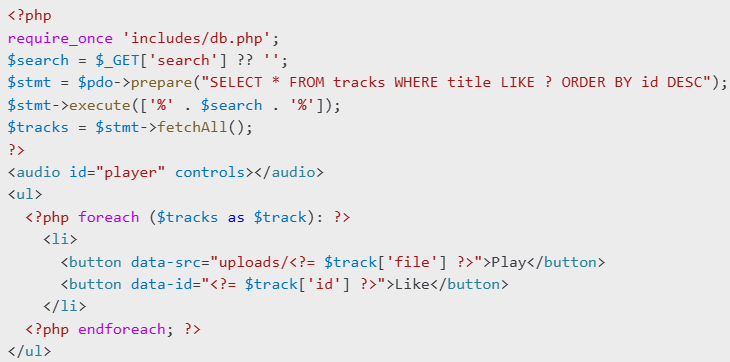 <?php
require_once 'includes/db.php';
$search = $_GET['search'] ?? '';
$stmt = $pdo->prepare("SELECT * FROM tracks WHERE title LIKE ? ORDER BY id DESC");
$stmt->execute(['%' . $search . '%']);
$tracks = $stmt->fetchAll();
?>
<audio id="player" controls></audio>
<ul>
  <?php foreach ($tracks as $track): ?>
    <li>
      <button data-src="uploads/<?= $track['file'] ?>">Play</button>
      <button data-id="<?= $track['id'] ?>">Like</button>
    </li>
  <?php endforeach; ?>
</ul>